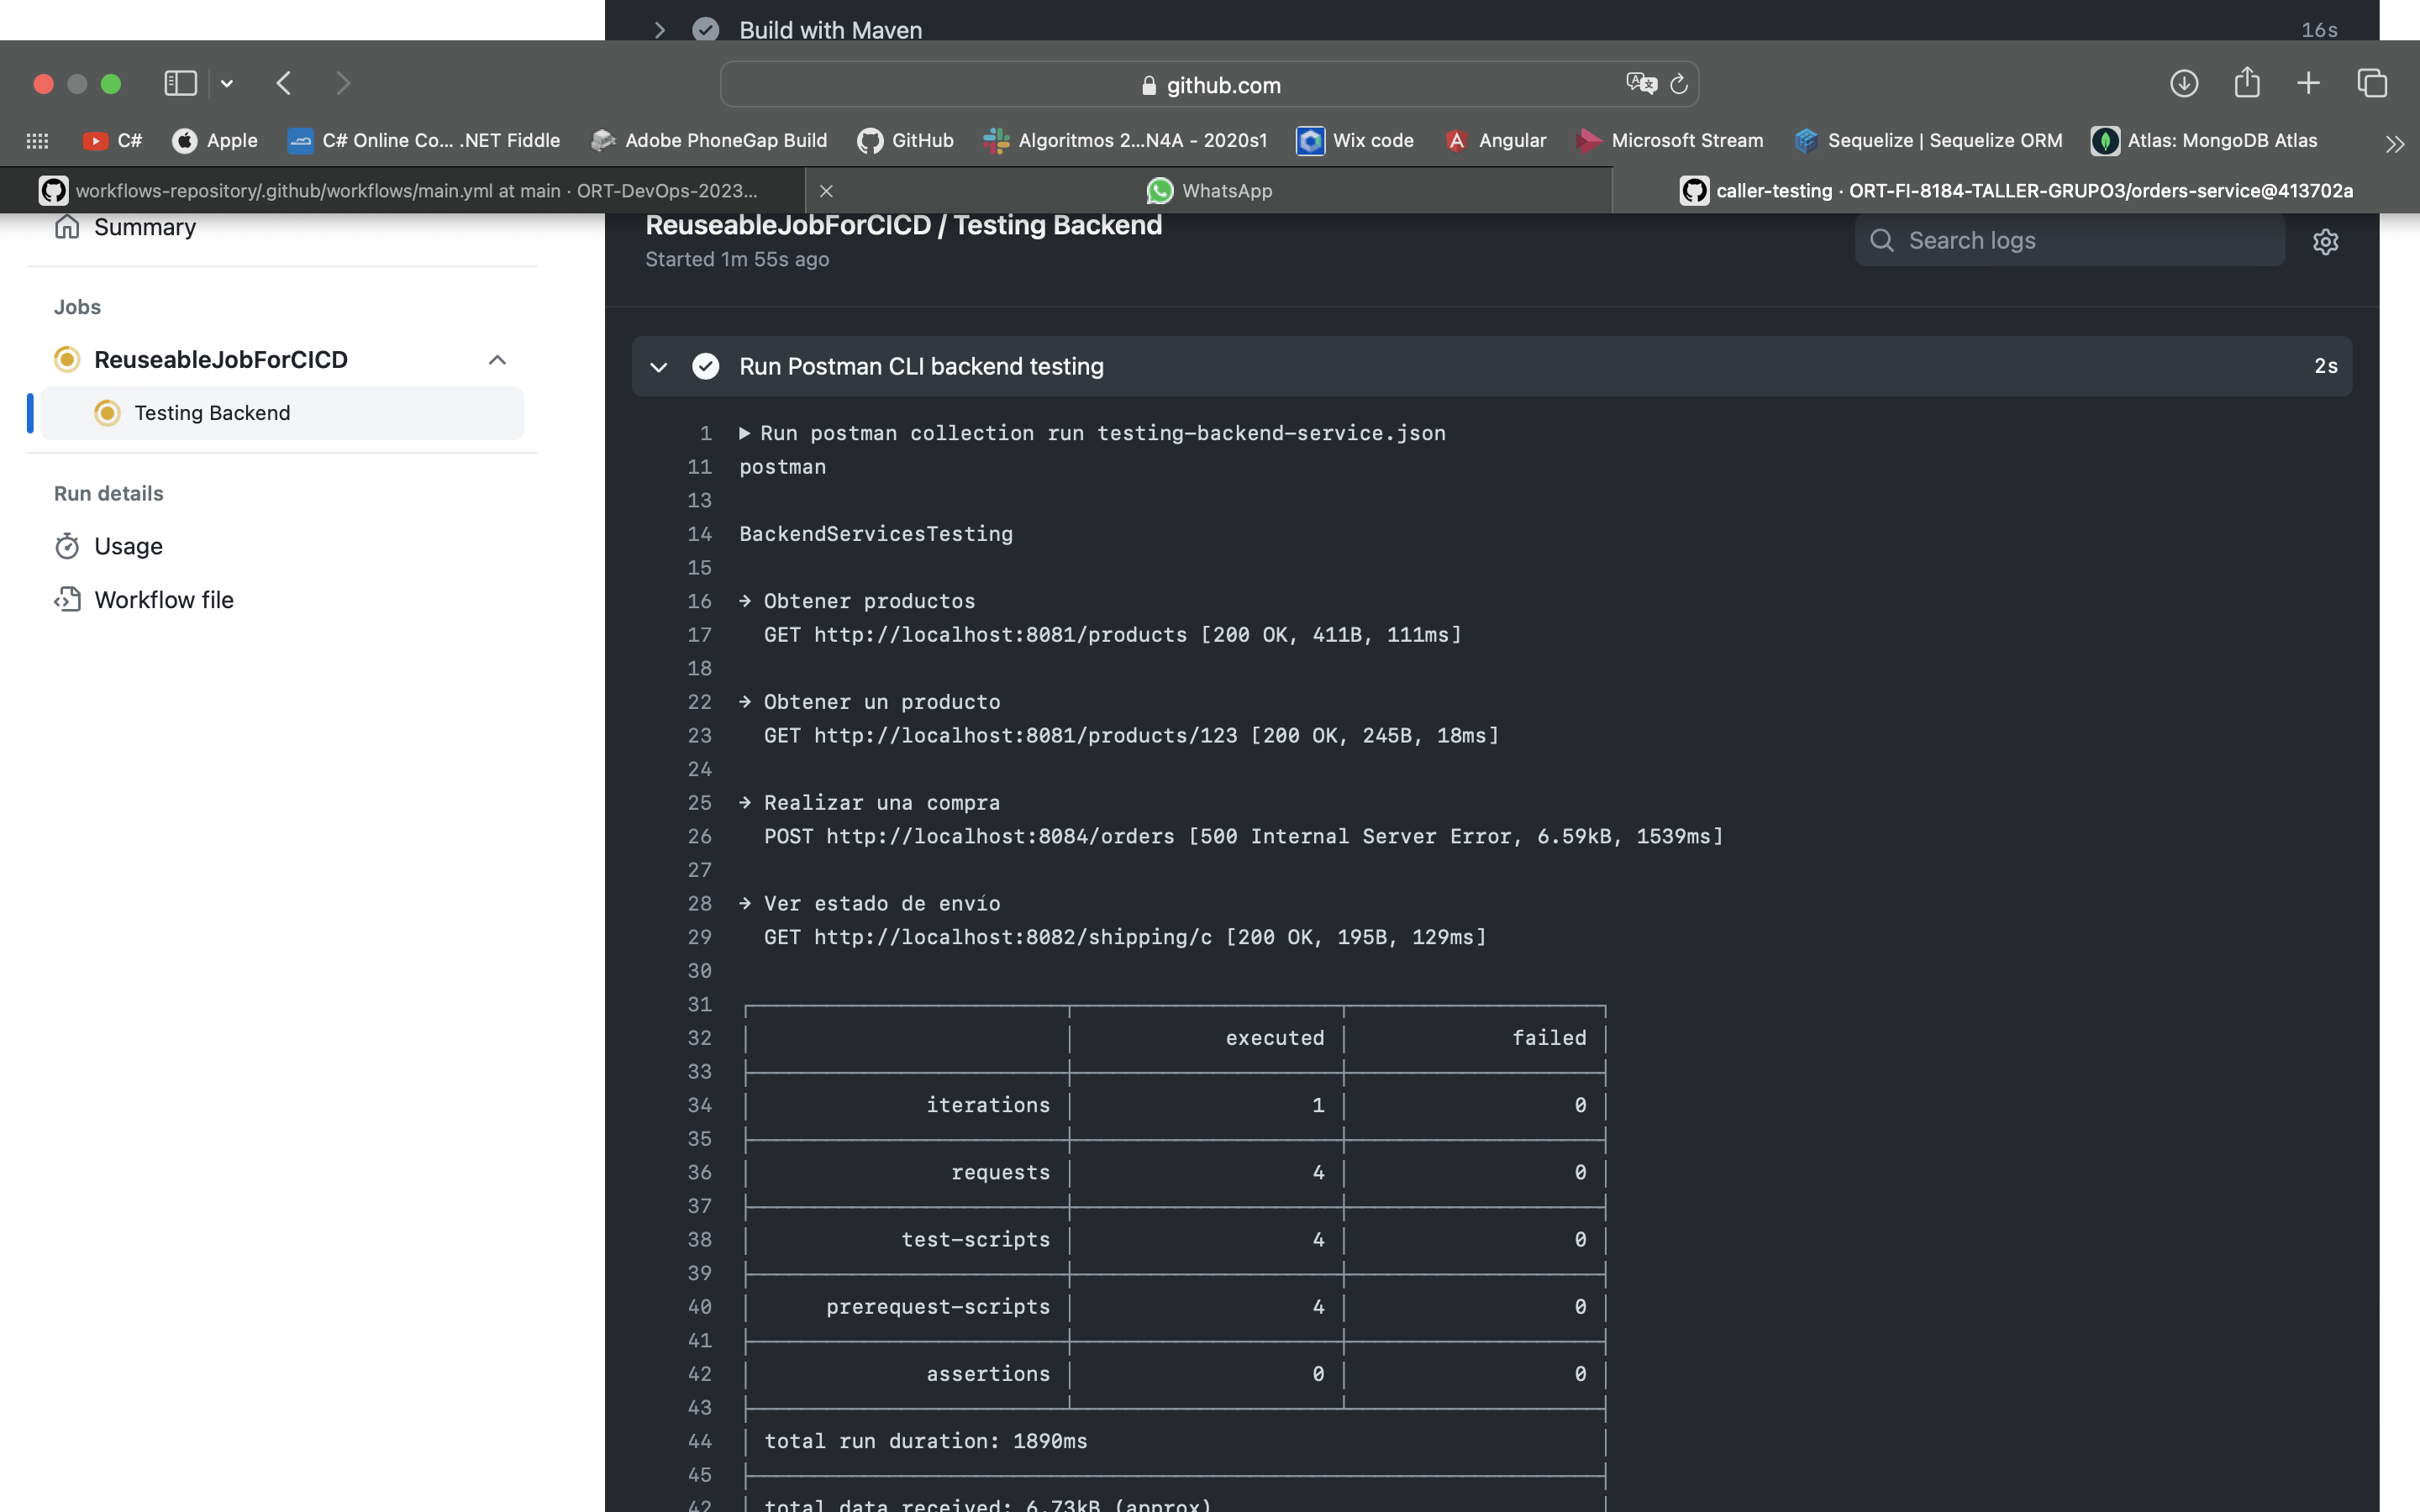 Build with Maven 16s
github.com
C# Apple C# Online Co... .NET Fiddle Adobe PhoneGap Build GitHub Algoritmos 2...N4A - 2020s1 Wix code Angular Microsoft Stream Sequelize | Sequelize ORM Atlas: MongoDB Atlas
workflows-repository/.github/workflows/main.yml at main · ORT-DevOps-2023... WhatsApp caller-testing · ORT-FI-8184-TALLER-GRUPO3/orders-service@413702a
Summary
Jobs
ReuseableJobForCICD
Testing Backend
Run details
Usage
Workflow file
ReuseableJobForCICD / Testing Backend
Started 1m 55s ago
Search logs
Run Postman CLI backend testing 2s
1 ▶ Run postman collection run testing-backend-service.json
11 postman
13
14 BackendServicesTesting
15
16 → Obtener productos
17 GET http://localhost:8081/products [200 OK, 411B, 111ms]
18
22 → Obtener un producto
23 GET http://localhost:8081/products/123 [200 OK, 245B, 18ms]
24
25 → Realizar una compra
26 POST http://localhost:8084/orders [500 Internal Server Error, 6.59kB, 1539ms]
27
28 → Ver estado de envío
29 GET http://localhost:8082/shipping/c [200 OK, 195B, 129ms]
30
31
32 executed failed
33
34 iterations 1 0
35
36 requests 4 0
37
38 test-scripts 4 0
39
40 prerequest-scripts 4 0
41
42 assertions 0 0
43
44 total run duration: 1890ms
45
42 total data received: 6.73kB (approx)